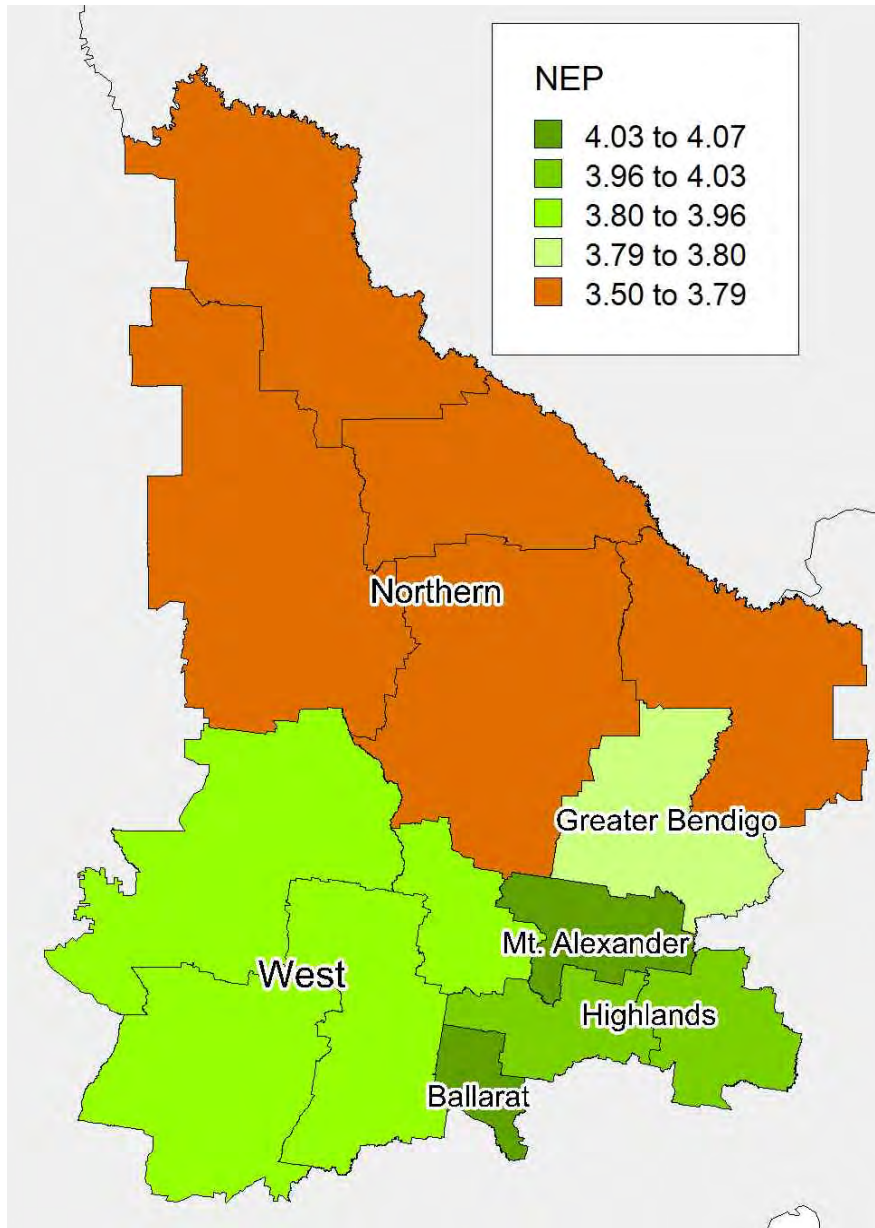 NEP
4.03 to 4.07
3.96 to 4.03
3.80 to 3.96
3.79 to 3.80
3.50 to 3.79
Northern
Greater Bendigo
Mt. Alexander
West
Highlands
Ballarat